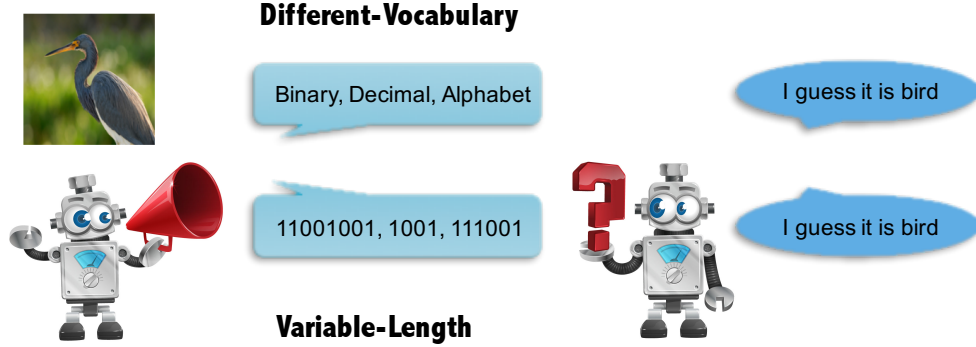 Different-Vocabulary
Binary, Decimal, Alphabet
I guess it is bird
11001001, 1001, 111001
I guess it is bird
Variable-Length